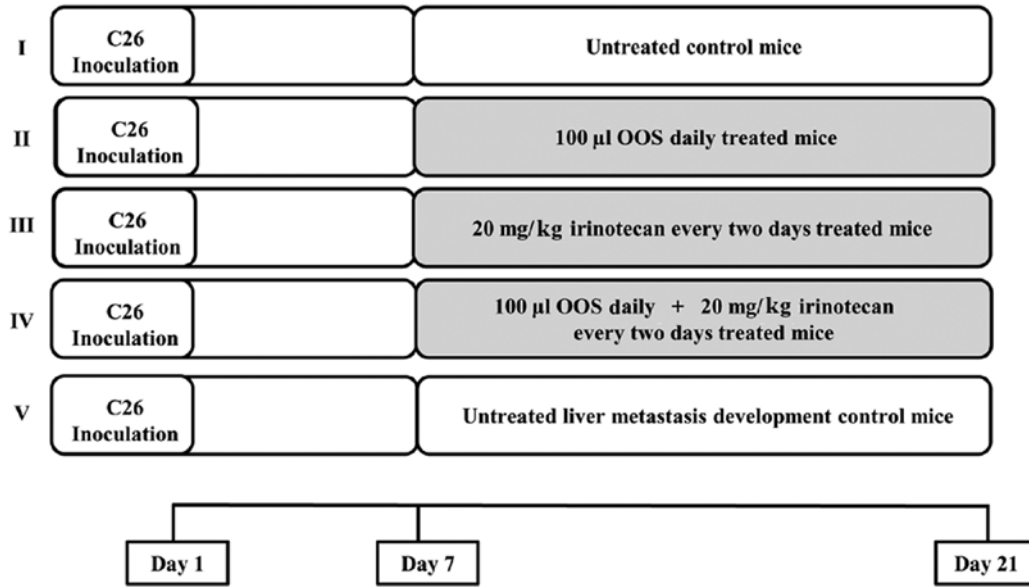 I
C26
Inoculation
Untreated control mice
II
C26
Inoculation
100 µl OOS daily treated mice
III
C26
Inoculation
20 mg/kg irinotecan every two days treated mice
IV
C26
Inoculation
100 µl OOS daily + 20 mg/kg irinotecan
every two days treated mice
V
C26
Inoculation
Untreated liver metastasis development control mice
Day 1
Day 7
Day 21